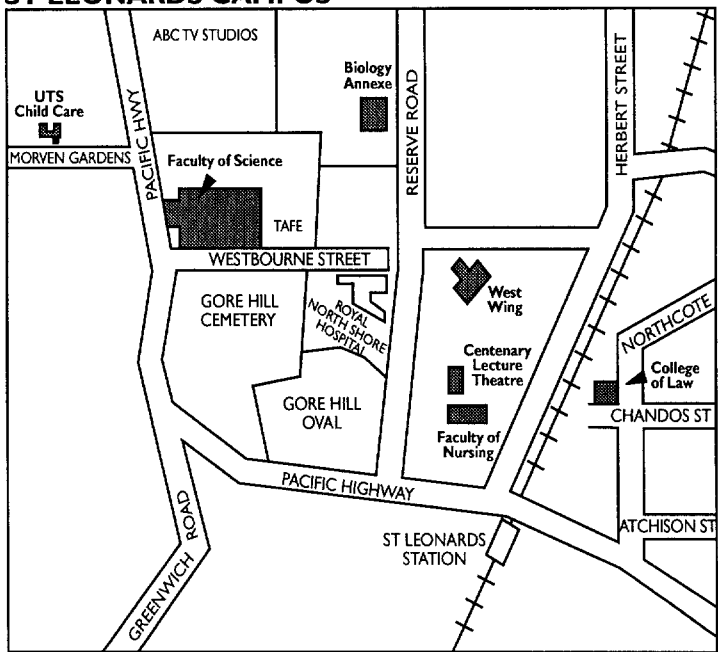 ST LEONARDS CAMPUS
ABC TV STUDIOS
Biology
Annexe
UTS
Child Care
MORVEN GARDENS
PACIFIC HWY
RESERVE ROAD
HERBERT STREET
Faculty of Science
TAFE
WESTBOURNE STREET
GORE HILL
CEMETERY
ROYAL
NORTH SHORE
HOSPITAL
West
Wing
NORTHCOTE
Centenary
Lecture
Theatre
College
of Law
GORE HILL
OVAL
CHANDOS ST
Faculty of
Nursing
PACIFIC HIGHWAY
ATCHISON ST
ST LEONARDS
STATION
GREENWICH ROAD